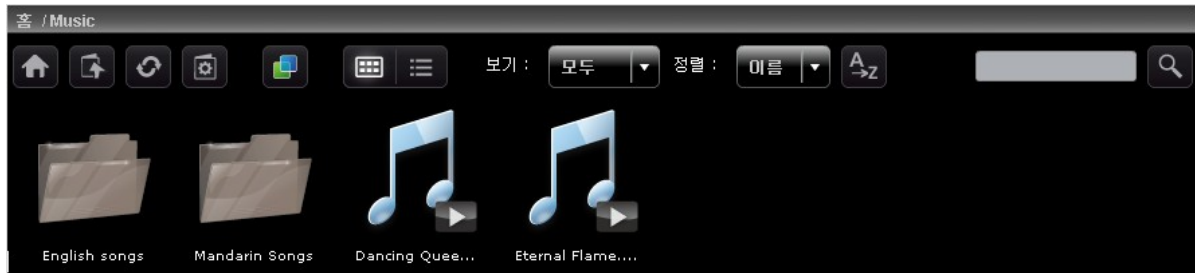 홈 / Music
보기 : 모두 정렬 : 이름 A→Z
English songs Mandarin Songs Dancing Quee... Eternal Flame....